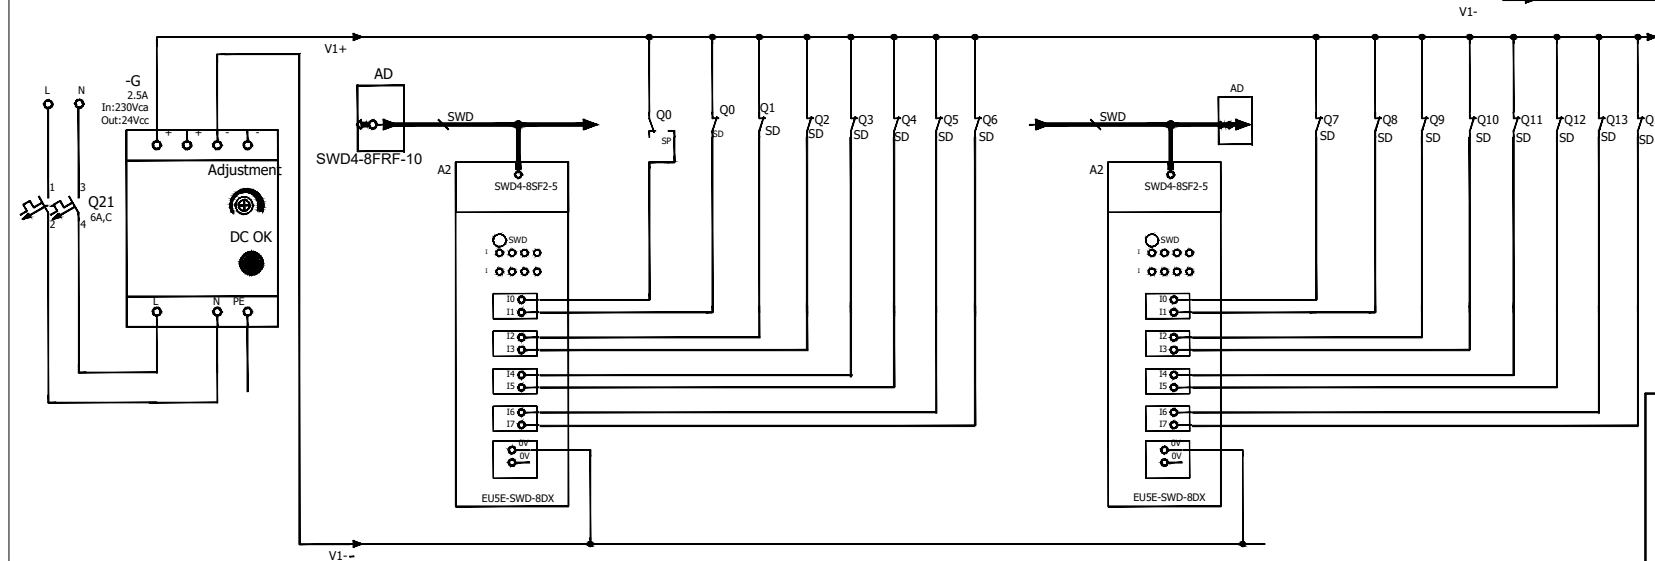 V1-
V1+
L
N
-G
2.5A
In:230Vca
Out:24Vcc
+
+
-
-
Adjustment
DC OK
L
N
PE
1
3
2
4
Q21
6A,C
AD
SWD
SWD4-8FRF-10
A2
SWD4-8SF2-5
SWD
I
I
I0
I1
I2
I3
I4
I5
I6
I7
0V
0V
EU5E-SWD-8DX
V1--
Q0
SP
Q0
SD
Q1
SD
Q2
SD
Q3
SD
Q4
SD
Q5
SD
Q6
SD
SWD
AD
A2
SWD4-8SF2-5
SWD
I
I
I0
I1
I2
I3
I4
I5
I6
I7
0V
0V
EU5E-SWD-8DX
Q7
SD
Q8
SD
Q9
SD
Q10
SD
Q11
SD
Q12
SD
Q13
SD
SD